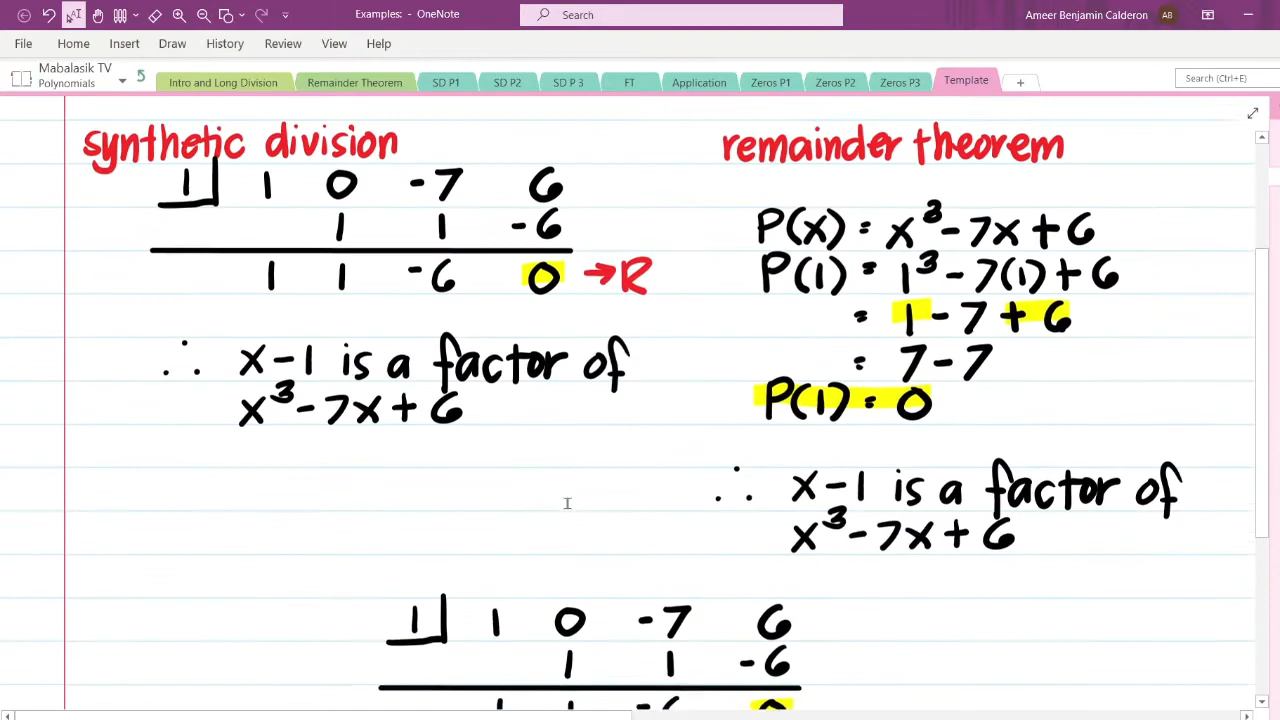 Examples: - OneNote
Search
Ameer Benjamin Calderon
AB
File Home Insert Draw History Review View Help
Mabalasik TV
Polynomials
Intro and Long Division
Remainder Theorem
SD P1
SD P2
SD P 3
FT
Application
Zeros P1
Zeros P2
Zeros P3
Template
+
Search (Ctrl+E)
synthetic division
1 1 0 -7 6
1 1 -6
1 1 -6 0 → R
∴ x-1 is a factor of
x³-7x+6
remainder theorem
P(x) = x³-7x+6
P(1) = 1³-7(1)+6
= 1-7+6
= 7-7
P(1) = 0
∴ x-1 is a factor of
x³-7x+6
1 1 0 -7 6
1 1 -6
1 1 -6 0